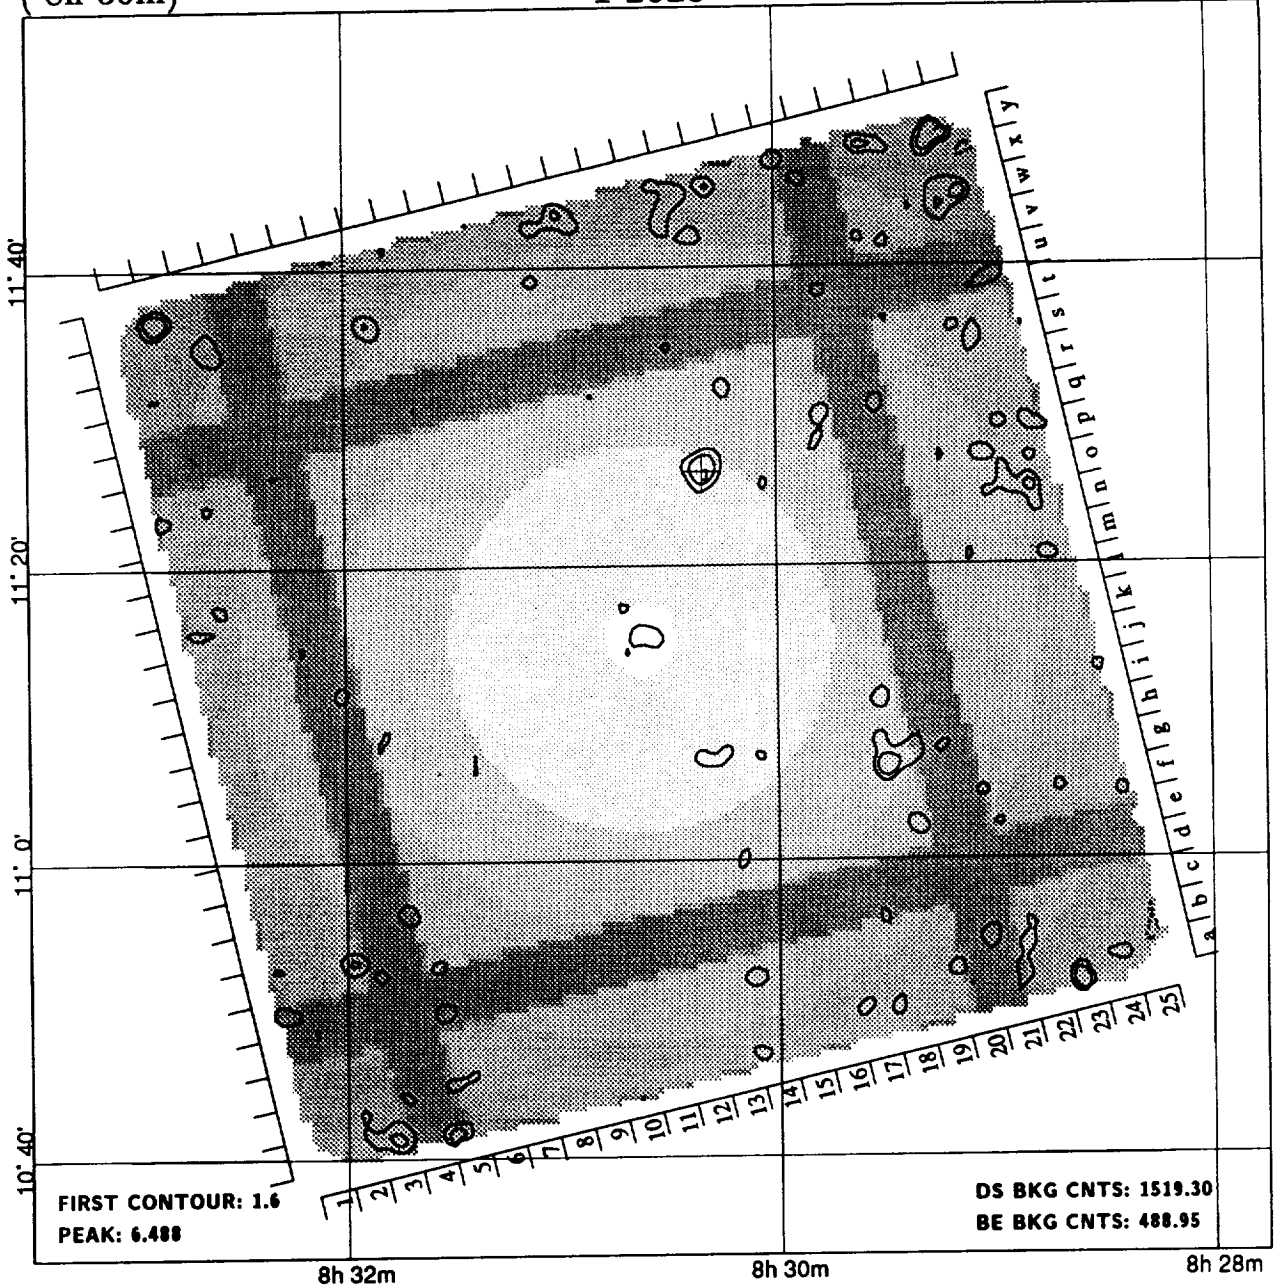 11° 40'
11° 20'
11° 0'
10° 40'
y
x
w
v
u
t
s
r
q
p
o
n
m
l
k
j
i
h
g
f
e
d
c
b
a
1
2
3
4
5
6
7
8
9
10
11
12
13
14
15
16
17
18
19
20
21
22
23
24
25
FIRST CONTOUR: 1.6
PEAK: 6.488
DS BKG CNTS: 1519.30
BE BKG CNTS: 488.95
8h 32m
8h 30m
8h 28m